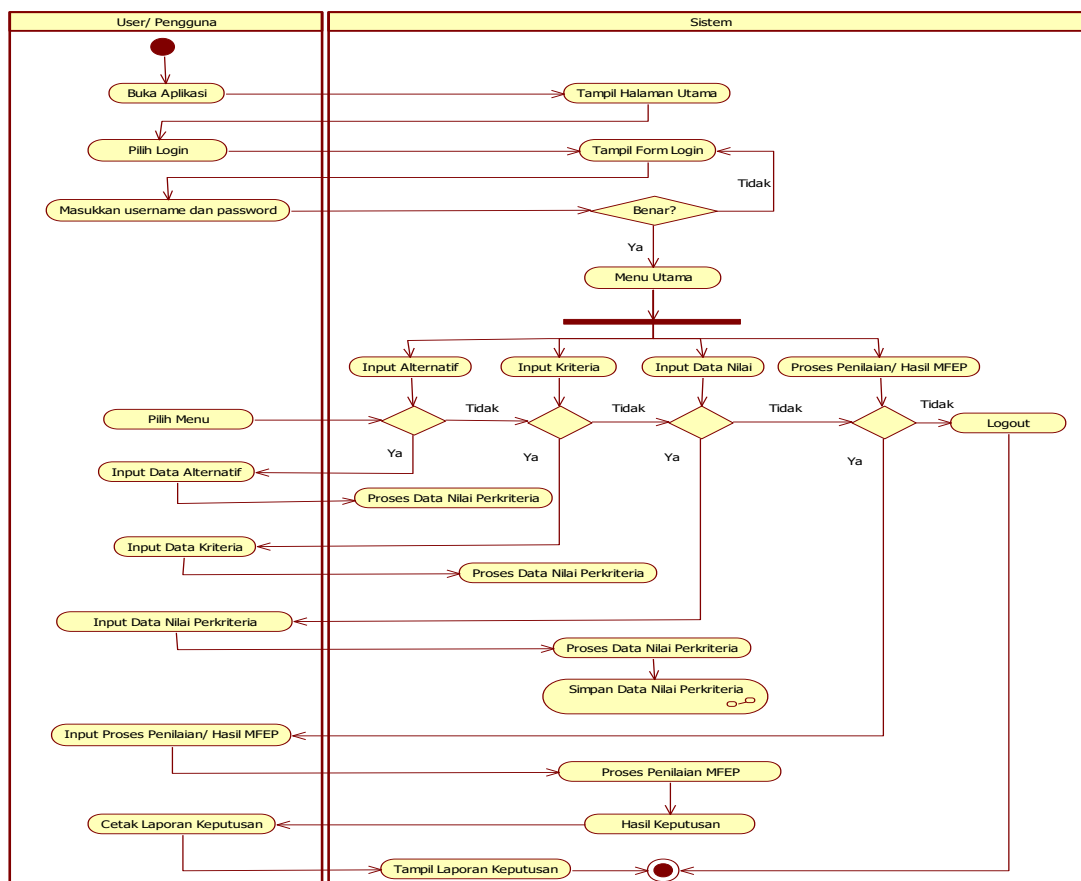 User/ Pengguna
Sistem
Buka Aplikasi
Tampil Halaman Utama
Pilih Login
Tampil Form Login
Tidak
Masukkan username dan password
Benar?
Ya
Menu Utama
Input Alternatif
Input Kriteria
Input Data Nilai
Proses Penilaian/ Hasil MFEP
Pilih Menu
Tidak
Tidak
Tidak
Tidak
Logout
Ya
Ya
Ya
Ya
Input Data Alternatif
Proses Data Nilai Perkriteria
Input Data Kriteria
Proses Data Nilai Perkriteria
Input Data Nilai Perkriteria
Proses Data Nilai Perkriteria
Simpan Data Nilai Perkriteria
Input Proses Penilaian/ Hasil MFEP
Proses Penilaian MFEP
Cetak Laporan Keputusan
Hasil Keputusan
Tampil Laporan Keputusan